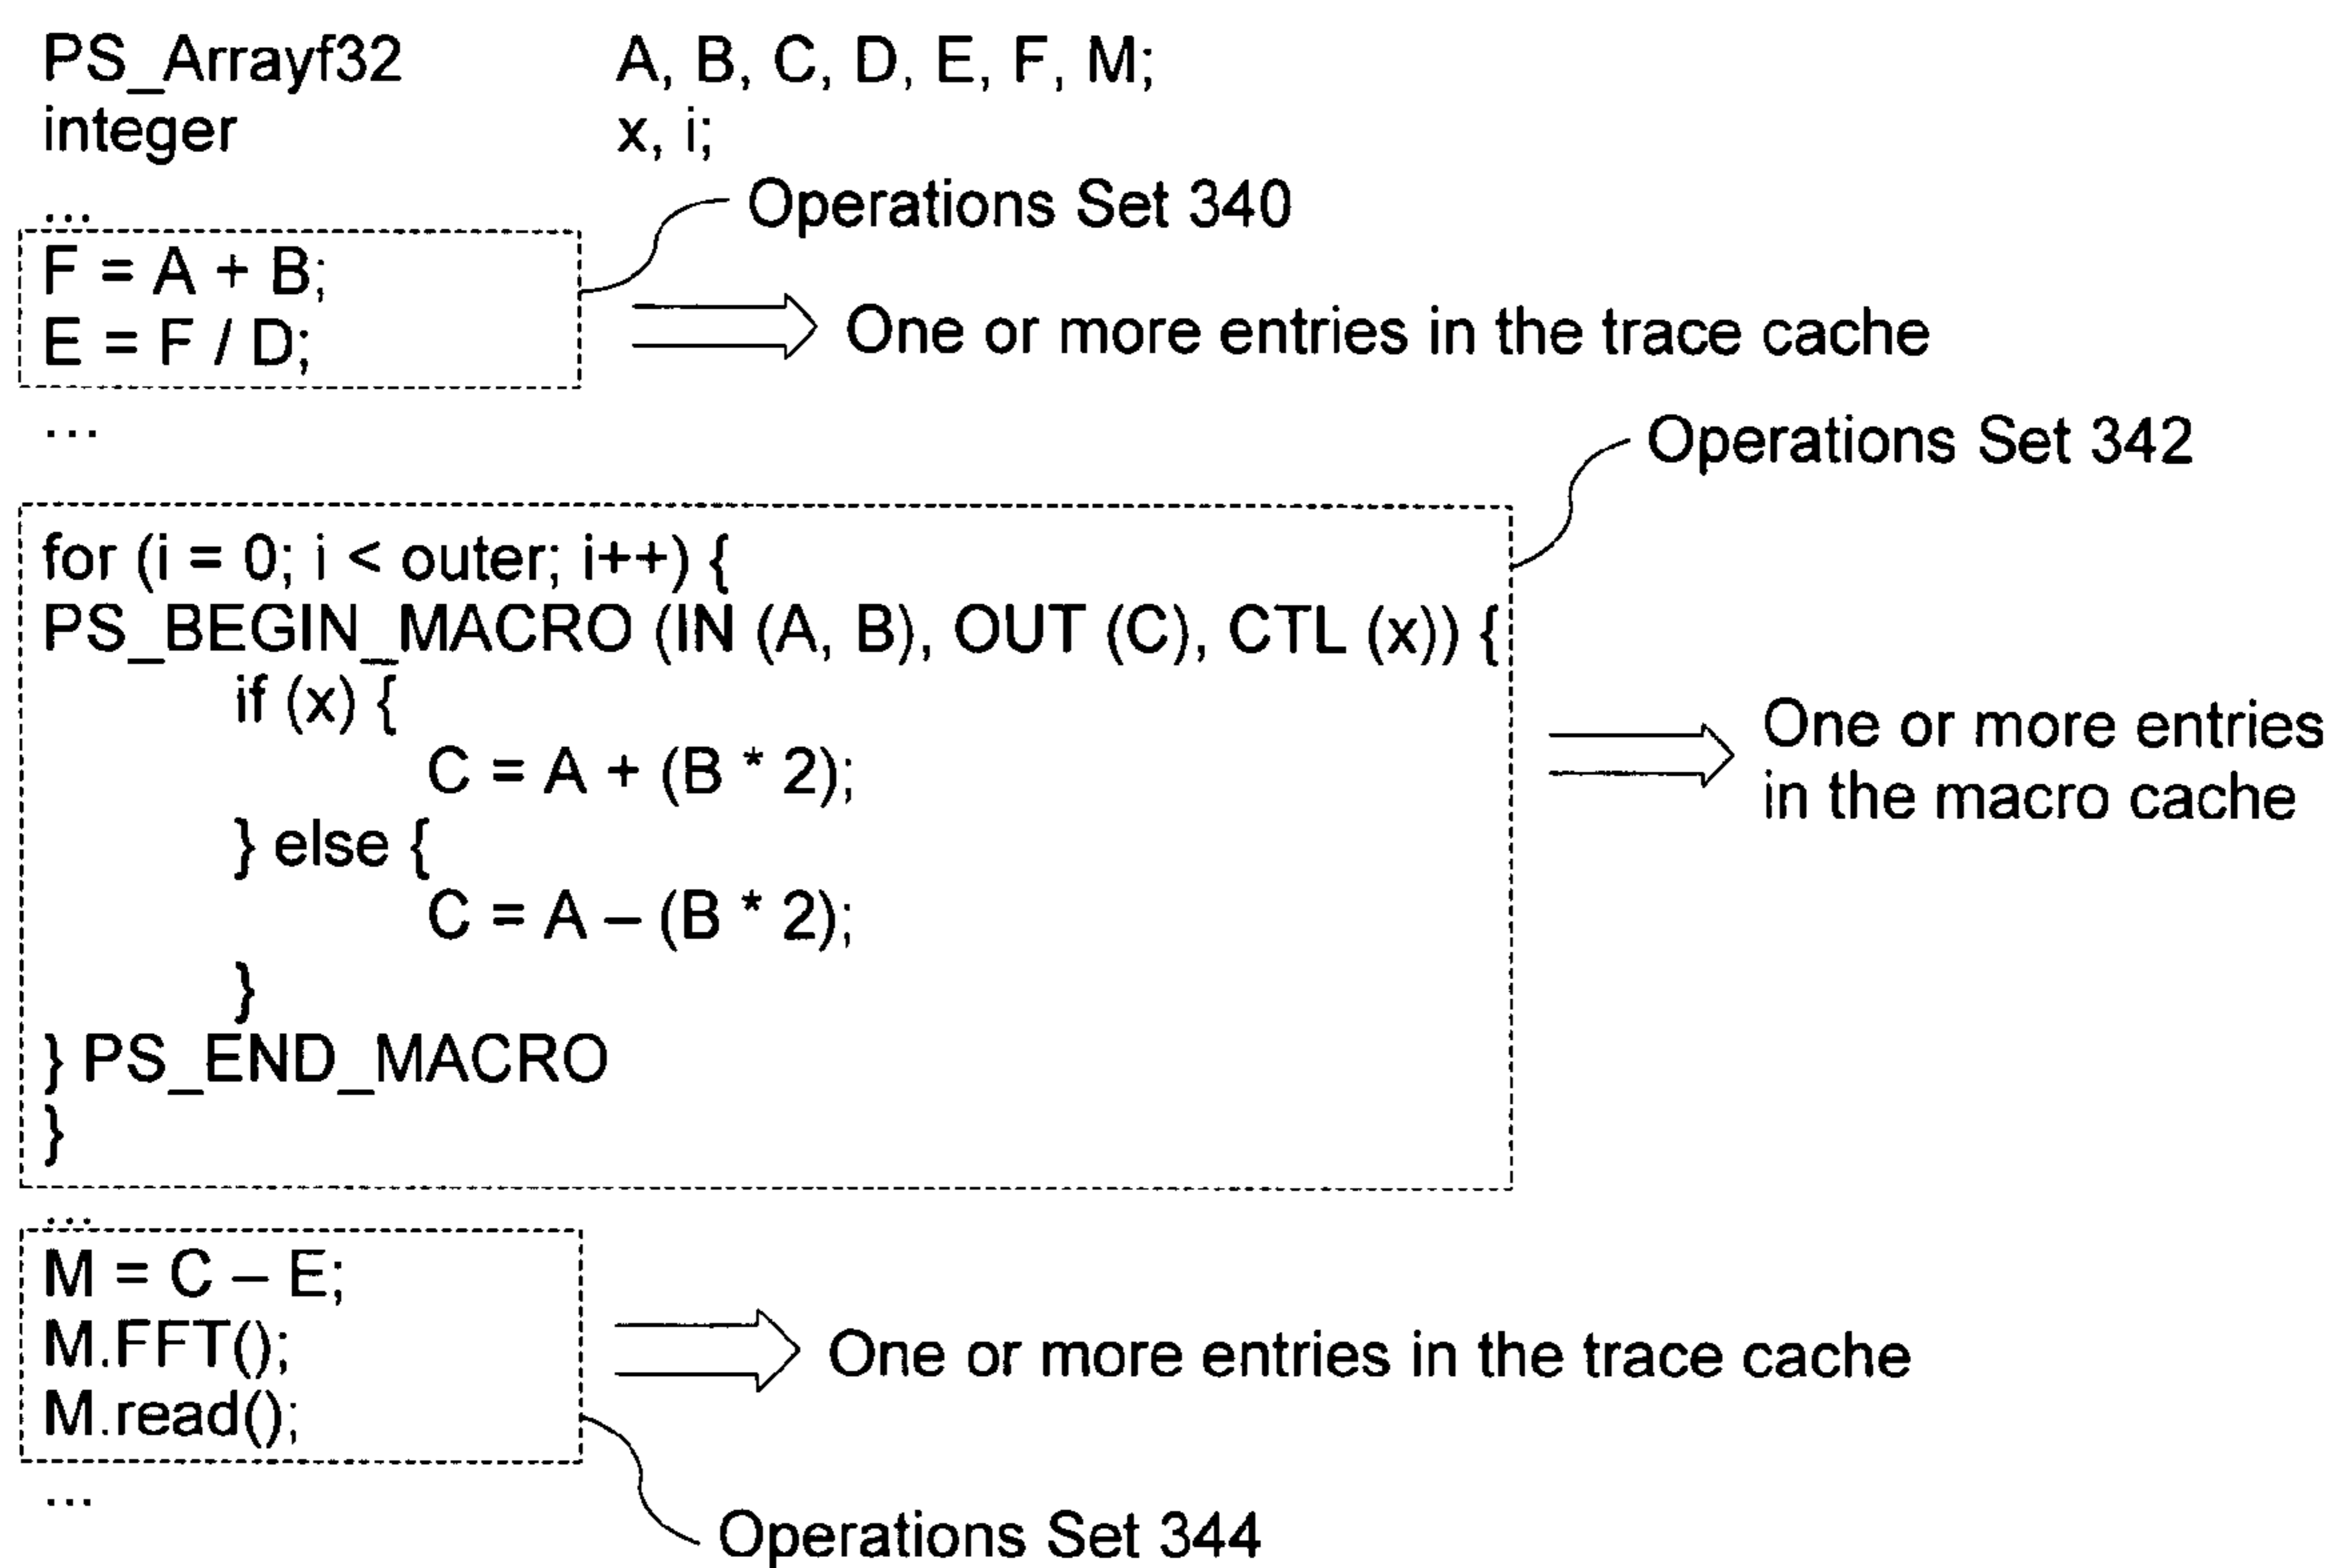 PS_Arrayf32 A, B, C, D, E, F, M;
integer x, i;
...
Operations Set 340
F = A + B;
E = F / D;
One or more entries in the trace cache
...
Operations Set 342
for (i = 0; i < outer; i++) {
PS_BEGIN_MACRO (IN (A, B), OUT (C), CTL (x)) {
if (x) {
C = A + (B * 2);
} else {
C = A – (B * 2);
}
} PS_END_MACRO
}
One or more entries
in the macro cache
...
M = C – E;
M.FFT();
M.read();
One or more entries in the trace cache
...
Operations Set 344